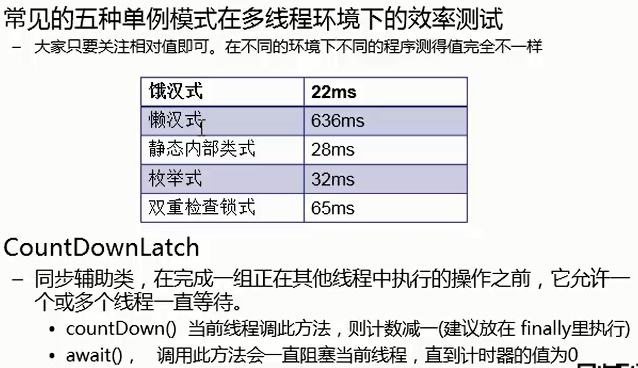 常见的五种单例模式在多线程环境下的效率测试
– 大家只要关注相对值即可。在不同的环境下不同的程序测得值完全不一样
饿汉式 22ms
懒汉式 636ms
静态内部类式 28ms
枚举式 32ms
双重检查锁式 65ms
CountDownLatch
– 同步辅助类，在完成一组正在其他线程中执行的操作之前，它允许一
个或多个线程一直等待。
• countDown() 当前线程调此方法，则计数减一(建议放在 finally里执行)
• await()， 调用此方法会一直阻塞当前线程，直到计时器的值为0